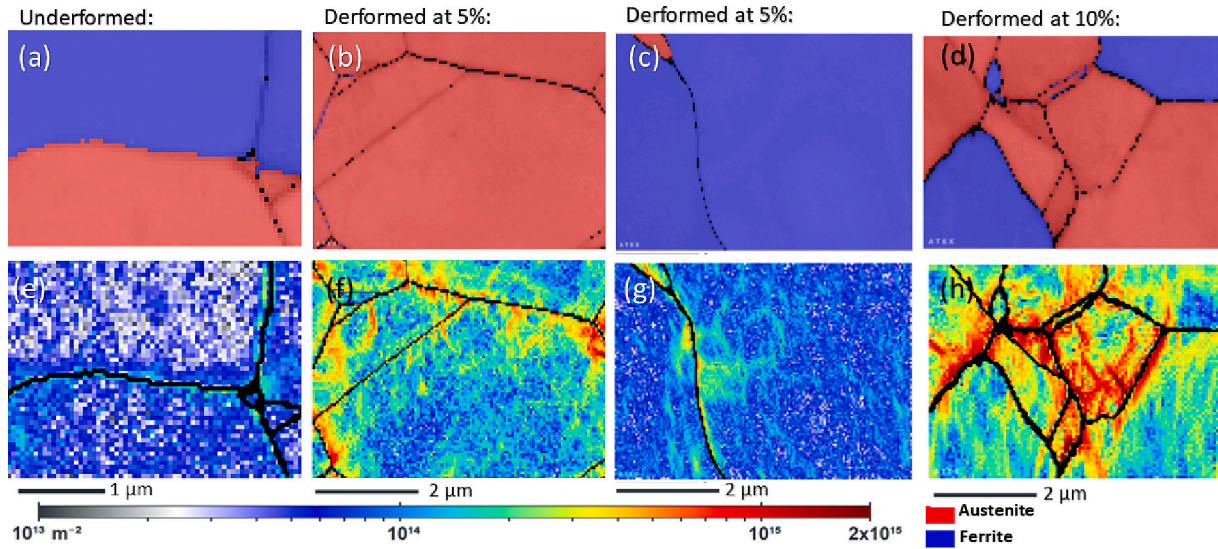 Underformed:
Derformed at 5%:
Derformed at 5%:
Derformed at 10%:
(a)
(b)
(c)
(d)
ATEX
ATEX
ATEX
(e)
(f)
(g)
(h)
1 μm
2 μm
2 μm
2 μm
10¹³ m⁻²
10¹⁴
10¹⁵
2x10¹⁵
Austenite
Ferrite